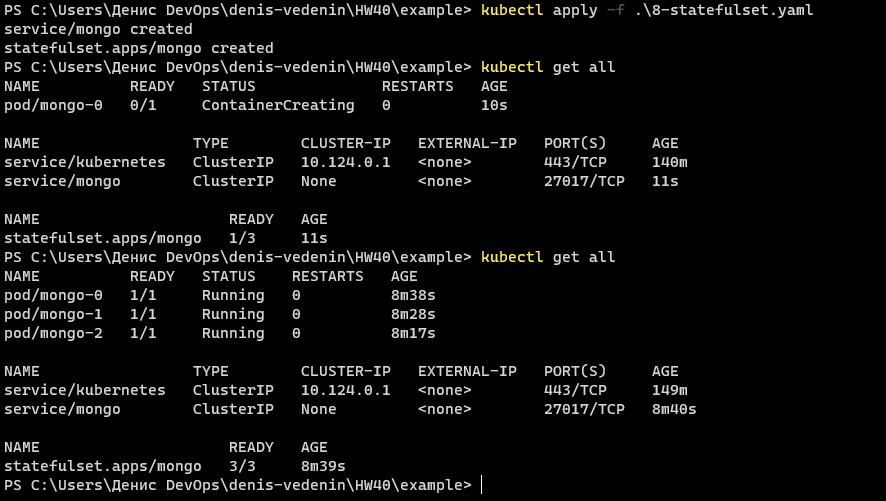 PS C:\Users\Денис DevOps\denis-vedenin\HW40\example> kubectl apply -f .\8-statefulset.yaml
service/mongo created
statefulset.apps/mongo created
PS C:\Users\Денис DevOps\denis-vedenin\HW40\example> kubectl get all
NAME          READY   STATUS              RESTARTS   AGE
pod/mongo-0   0/1     ContainerCreating   0          10s

NAME                 TYPE        CLUSTER-IP   EXTERNAL-IP   PORT(S)     AGE
service/kubernetes   ClusterIP   10.124.0.1   <none>        443/TCP     140m
service/mongo        ClusterIP   None         <none>        27017/TCP   11s

NAME                     READY   AGE
statefulset.apps/mongo   1/3     11s
PS C:\Users\Денис DevOps\denis-vedenin\HW40\example> kubectl get all
NAME          READY   STATUS    RESTARTS   AGE
pod/mongo-0   1/1     Running   0          8m38s
pod/mongo-1   1/1     Running   0          8m28s
pod/mongo-2   1/1     Running   0          8m17s

NAME                 TYPE        CLUSTER-IP   EXTERNAL-IP   PORT(S)     AGE
service/kubernetes   ClusterIP   10.124.0.1   <none>        443/TCP     149m
service/mongo        ClusterIP   None         <none>        27017/TCP   8m40s

NAME                     READY   AGE
statefulset.apps/mongo   3/3     8m39s
PS C:\Users\Денис DevOps\denis-vedenin\HW40\example>